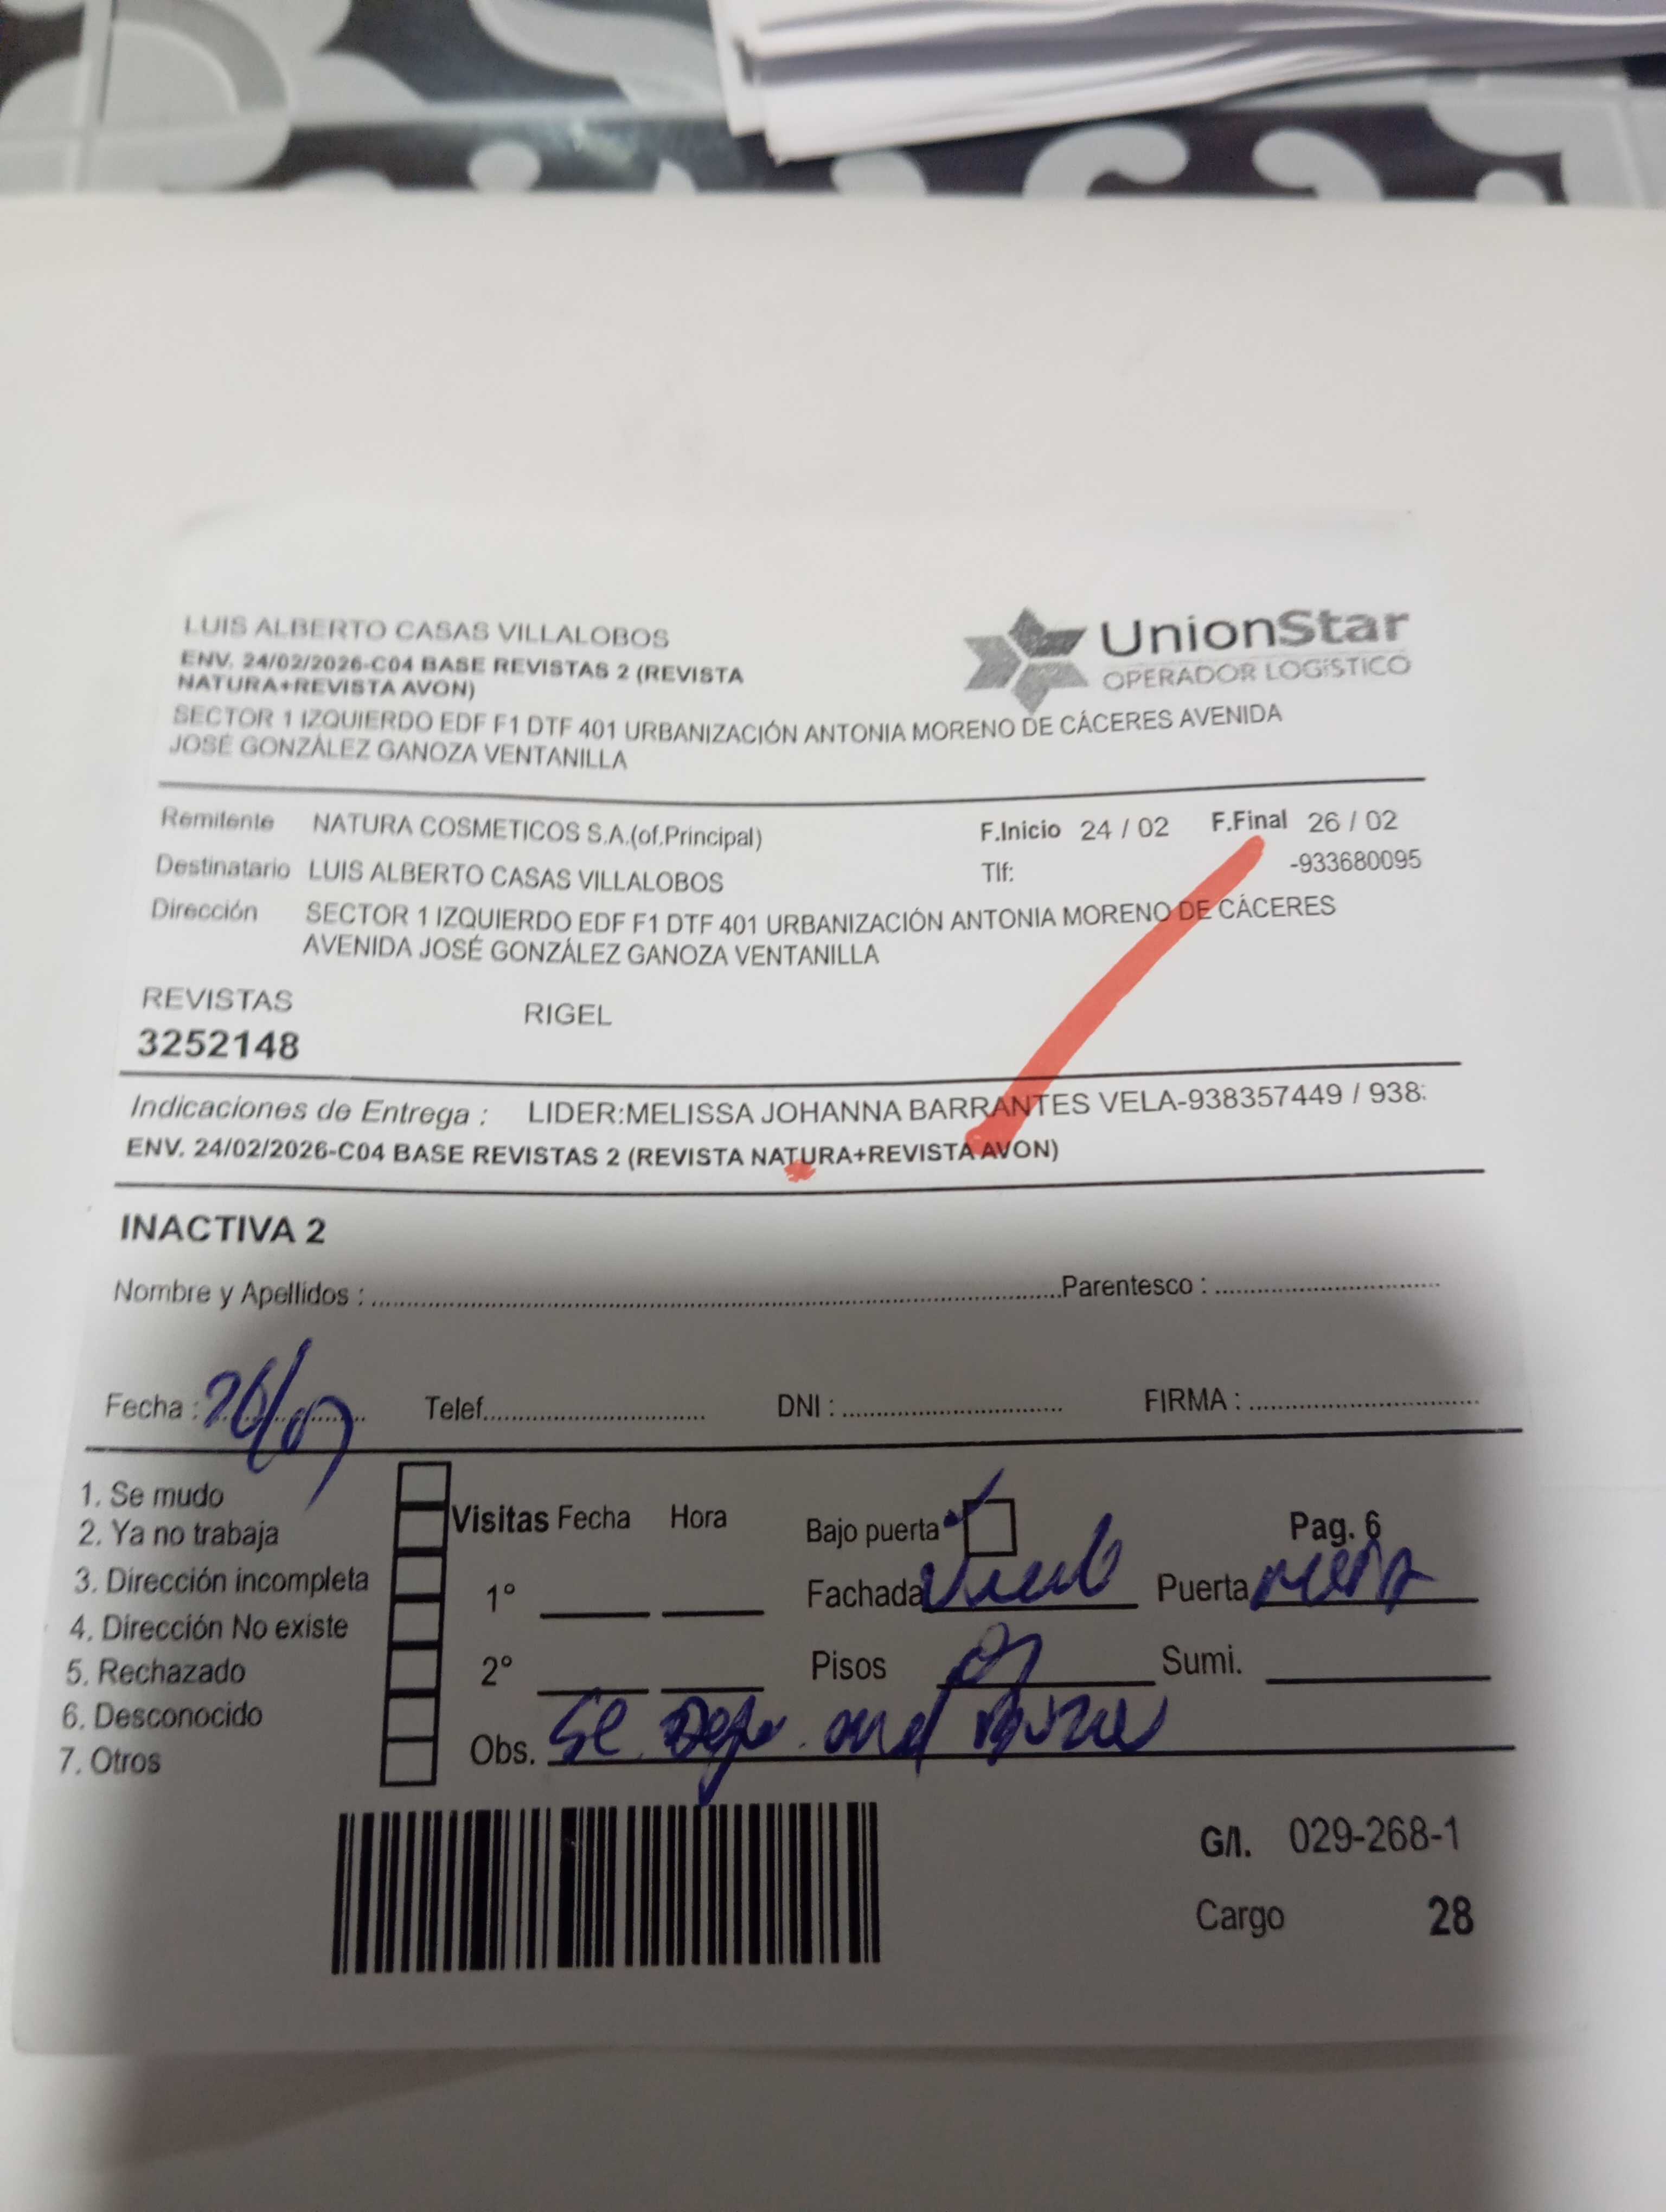 LUIS ALBERTO CASAS VILLALOBOS
ENV. 24/02/2026-C04 BASE REVISTAS 2 (REVISTA
NATURA+REVISTA AVON)
UnionStar
OPERADOR LOGÍSTICO
SECTOR 1 IZQUIERDO EDF F1 DTF 401 URBANIZACIÓN ANTONIA MORENO DE CÁCERES AVENIDA
JOSÉ GONZÁLEZ GANOZA VENTANILLA
Remitente NATURA COSMETICOS S.A.(of.Principal) F.Inicio 24 / 02 F.Final 26 / 02
Destinatario LUIS ALBERTO CASAS VILLALOBOS Tlf: -933680095
Dirección SECTOR 1 IZQUIERDO EDF F1 DTF 401 URBANIZACIÓN ANTONIA MORENO DE CÁCERES
AVENIDA JOSÉ GONZÁLEZ GANOZA VENTANILLA
REVISTAS RIGEL
3252148
Indicaciones de Entrega : LIDER:MELISSA JOHANNA BARRANTES VELA-938357449 / 938:
ENV. 24/02/2026-C04 BASE REVISTAS 2 (REVISTA NATURA+REVISTA AVON)
INACTIVA 2
Nombre y Apellidos : Parentesco :
Fecha : Telef. DNI : FIRMA :
1. Se mudo
2. Ya no trabaja
3. Dirección incompleta
4. Dirección No existe
5. Rechazado
6. Desconocido
7. Otros
Visitas Fecha Hora Bajo puerta Pag. 6
1° Fachada Puerta
2° Pisos Sumi.
Obs. Se
G/I. 029-268-1
Cargo 28